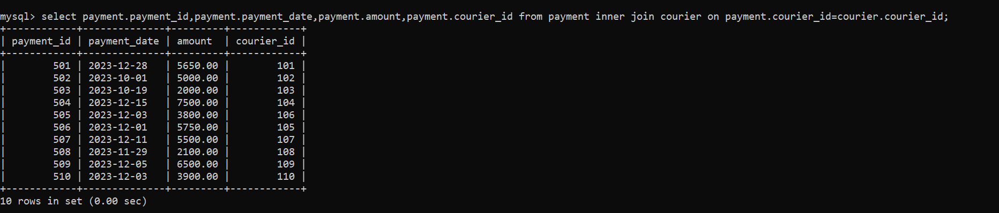 mysql> select payment.payment_id,payment.payment_date,payment.amount,payment.courier_id from payment inner join courier on payment.courier_id=courier.courier_id;
+------------+--------------+---------+------------+
| payment_id | payment_date | amount  | courier_id |
+------------+--------------+---------+------------+
|        501 | 2023-12-28   | 5650.00 |        101 |
|        502 | 2023-10-01   | 5000.00 |        102 |
|        503 | 2023-10-19   | 2000.00 |        103 |
|        504 | 2023-12-15   | 7500.00 |        104 |
|        505 | 2023-12-03   | 3800.00 |        106 |
|        506 | 2023-12-01   | 5750.00 |        105 |
|        507 | 2023-12-11   | 5500.00 |        107 |
|        508 | 2023-11-29   | 2100.00 |        108 |
|        509 | 2023-12-05   | 6500.00 |        109 |
|        510 | 2023-12-03   | 3900.00 |        110 |
+------------+--------------+---------+------------+
10 rows in set (0.00 sec)